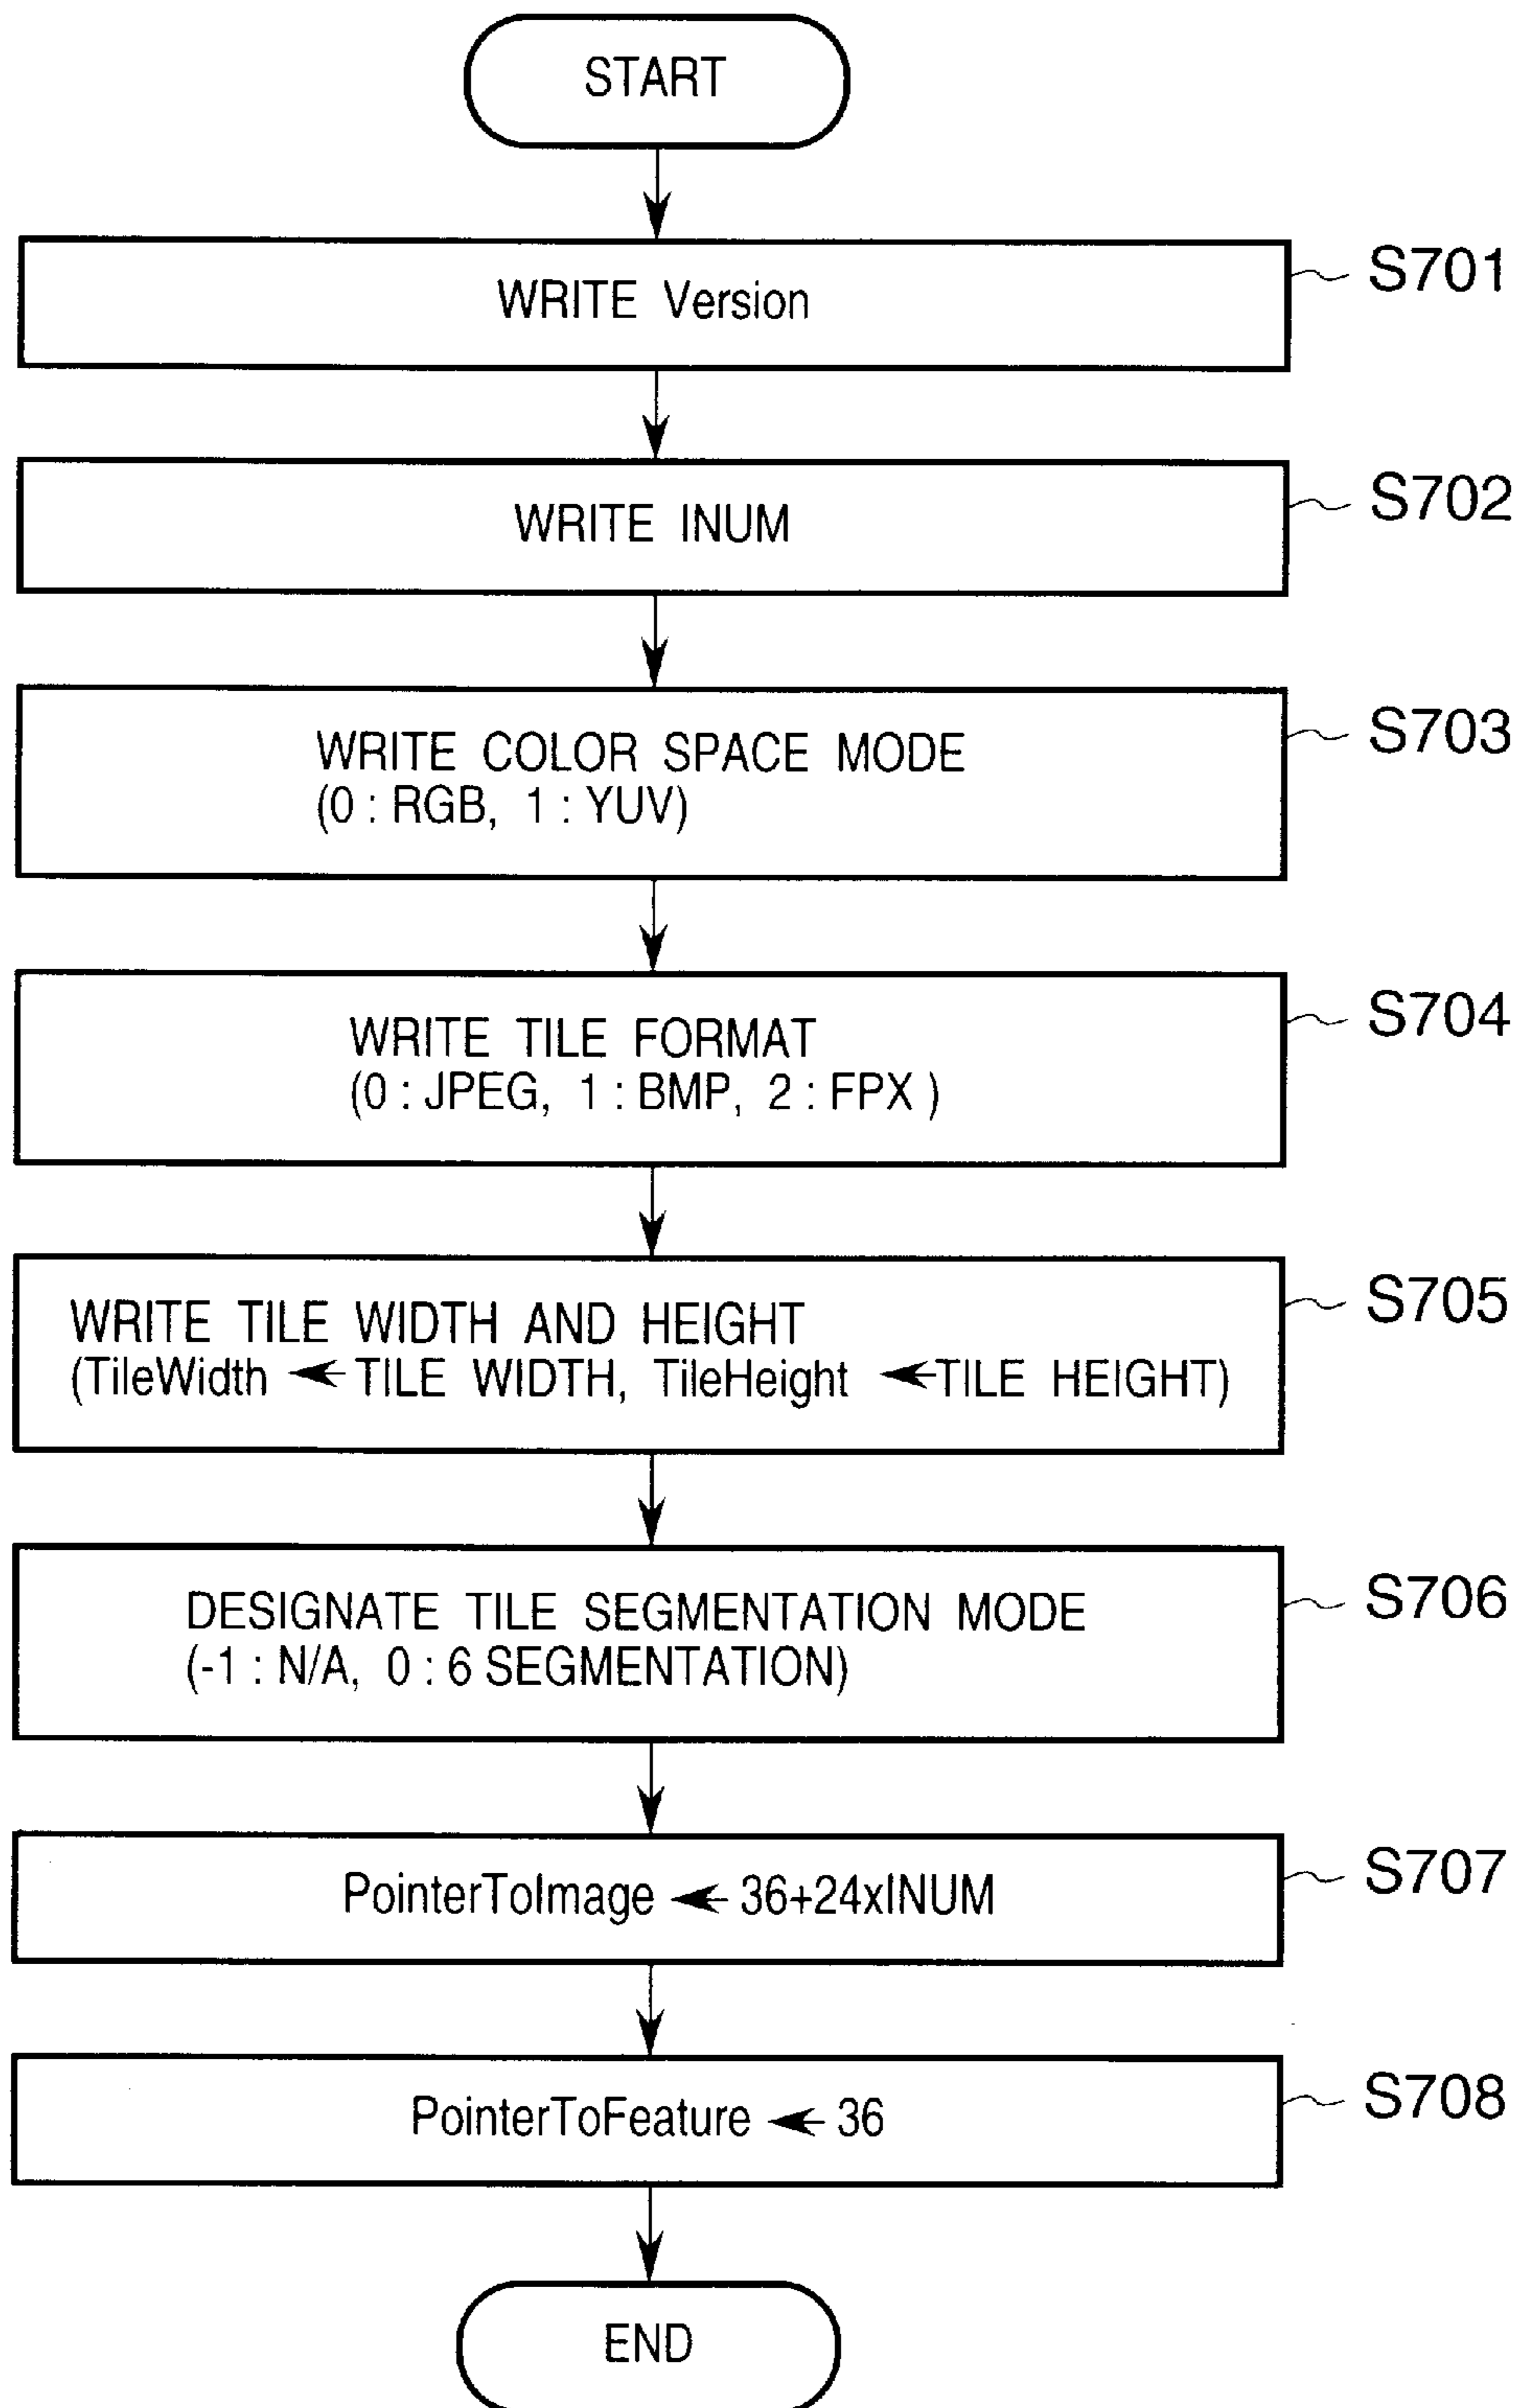 START
WRITE Version
S701
WRITE INUM
S702
WRITE COLOR SPACE MODE
(0 : RGB, 1 : YUV)
S703
WRITE TILE FORMAT
(0 : JPEG, 1 : BMP, 2 : FPX )
S704
WRITE TILE WIDTH AND HEIGHT
(TileWidth ← TILE WIDTH, TileHeight ← TILE HEIGHT)
S705
DESIGNATE TILE SEGMENTATION MODE
(-1 : N/A, 0 : 6 SEGMENTATION)
S706
PointerToImage ← 36+24xINUM
S707
PointerToFeature ← 36
S708
END